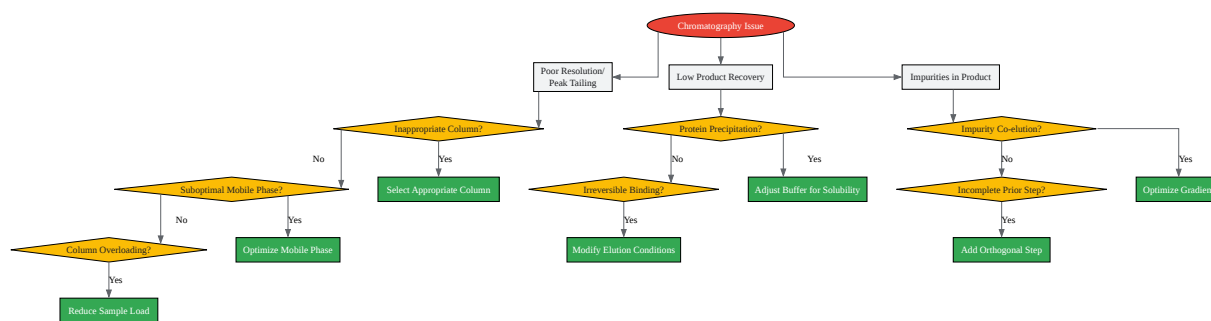 Chromatography Issue
Poor Resolution/
Peak Tailing
Low Product Recovery
Impurities in Product
Inappropriate Column?
Protein Precipitation?
Impurity Co-elution?
No
Yes
No
Yes
No
Yes
Suboptimal Mobile Phase?
Select Appropriate Column
Irreversible Binding?
Adjust Buffer for Solubility
Incomplete Prior Step?
Optimize Gradien
No
Yes
Yes
Yes
Column Overloading?
Optimize Mobile Phase
Modify Elution Conditions
Add Orthogonal Step
Yes
Reduce Sample Load